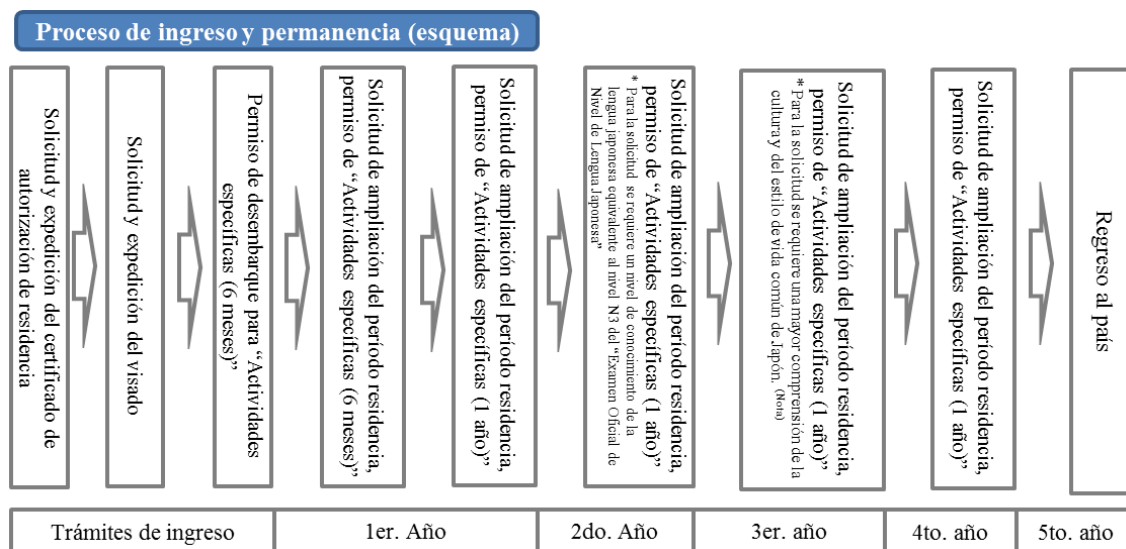 Proceso de ingreso y permanencia (esquema)
Solicitud y expedición del certificado de
autorización de residencia
Solicitud y expedición del visado
Permiso de desembarque para “Actividades
específicas (6 meses)”
Solicitud de ampliación del período residencia,
permiso de “Actividades específicas (6 meses)”
Solicitud de ampliación del período residencia,
permiso de “Actividades específicas (1 año)”
Solicitud de ampliación del período residencia,
permiso de “Actividades específicas (1 año)”
* Para la solicitud se requiere un nivel de conocimiento de la
lengua japonesa equivalente al nivel N3 del “Examen Oficial de
Nivel de Lengua Japonesa”
Solicitud de ampliación del período residencia,
permiso de “Actividades específicas (1 año)”
* Para la solicitud se requiere una mayor comprensión de la
cultura y del estilo de vida común de Japón. (Nota)
Solicitud de ampliación del período residencia,
permiso de “Actividades específicas (1 año)”
Regreso al país
Trámites de ingreso
1er. Año
2do. Año
3er. año
4to. año
5to. año